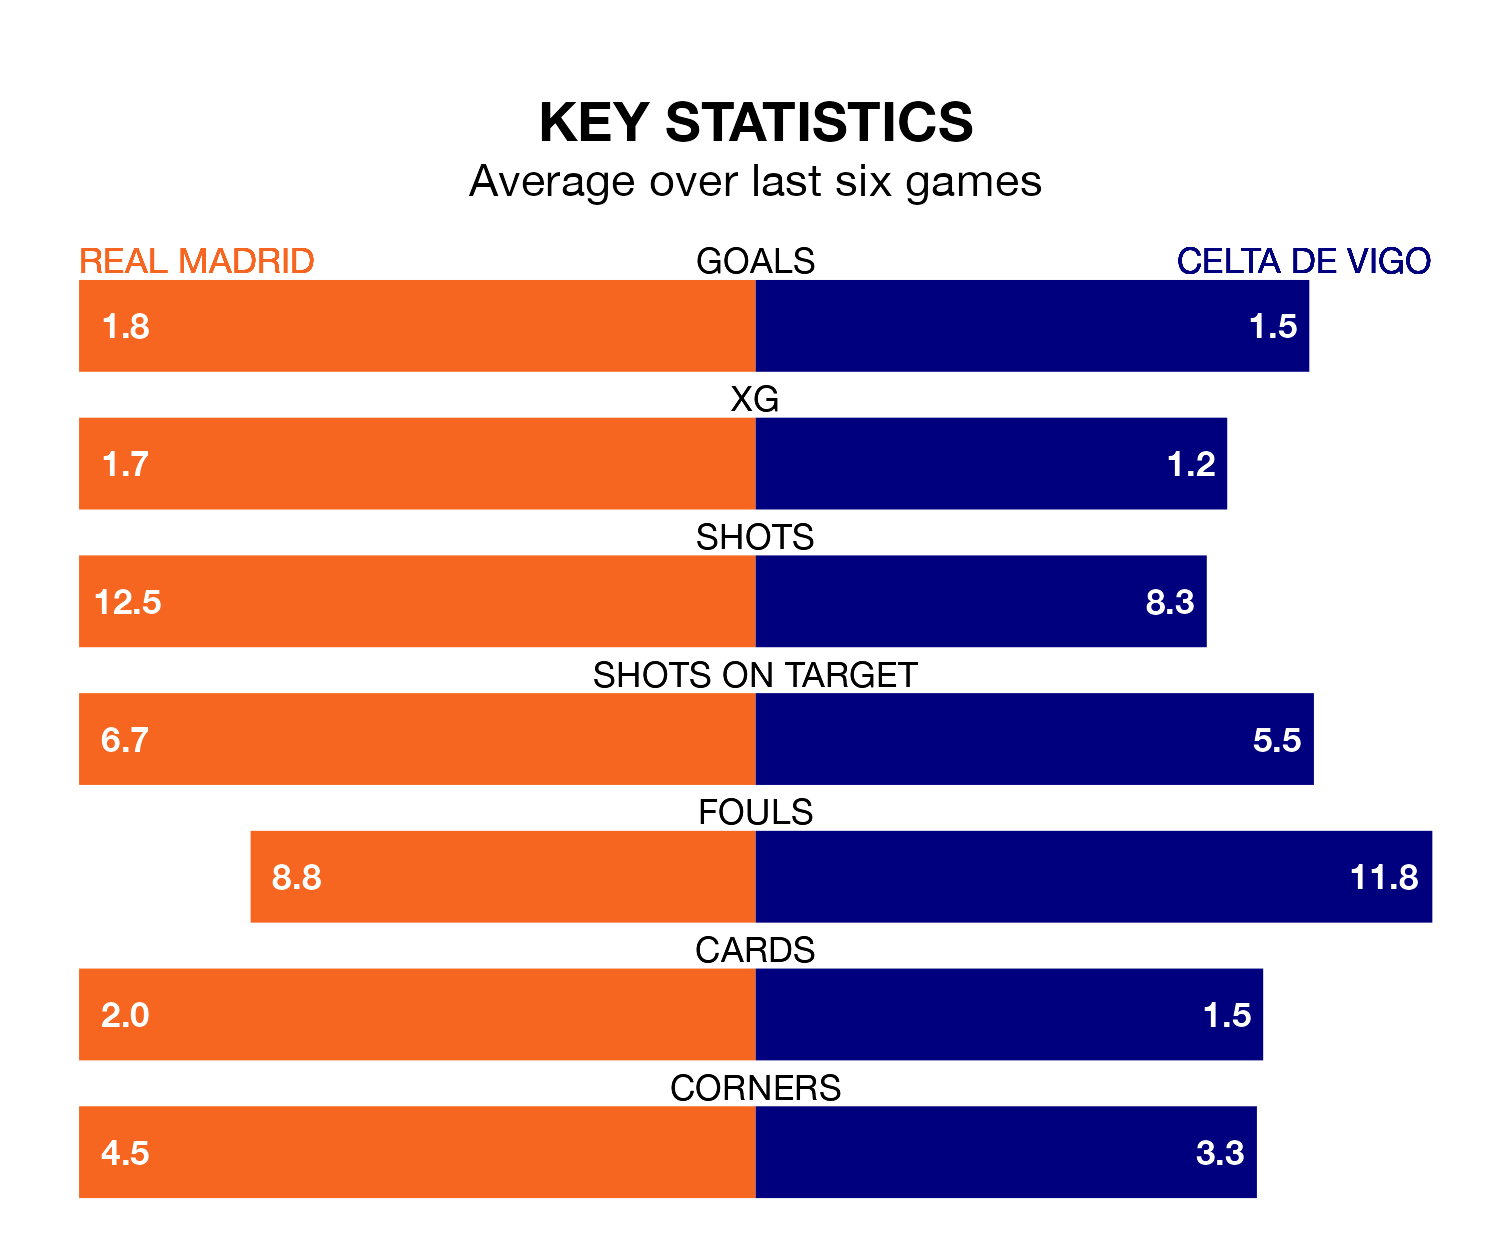 KEY STATISTICS
Average over last six games
REAL MADRID GOALS CELTA DE VIGO
1.8 1.5
XG
1.7 1.2
SHOTS
12.5 8.3
SHOTS ON TARGET
6.7 5.5
FOULS
8.8 11.8
CARDS
2.0 1.5
CORNERS
4.5 3.3